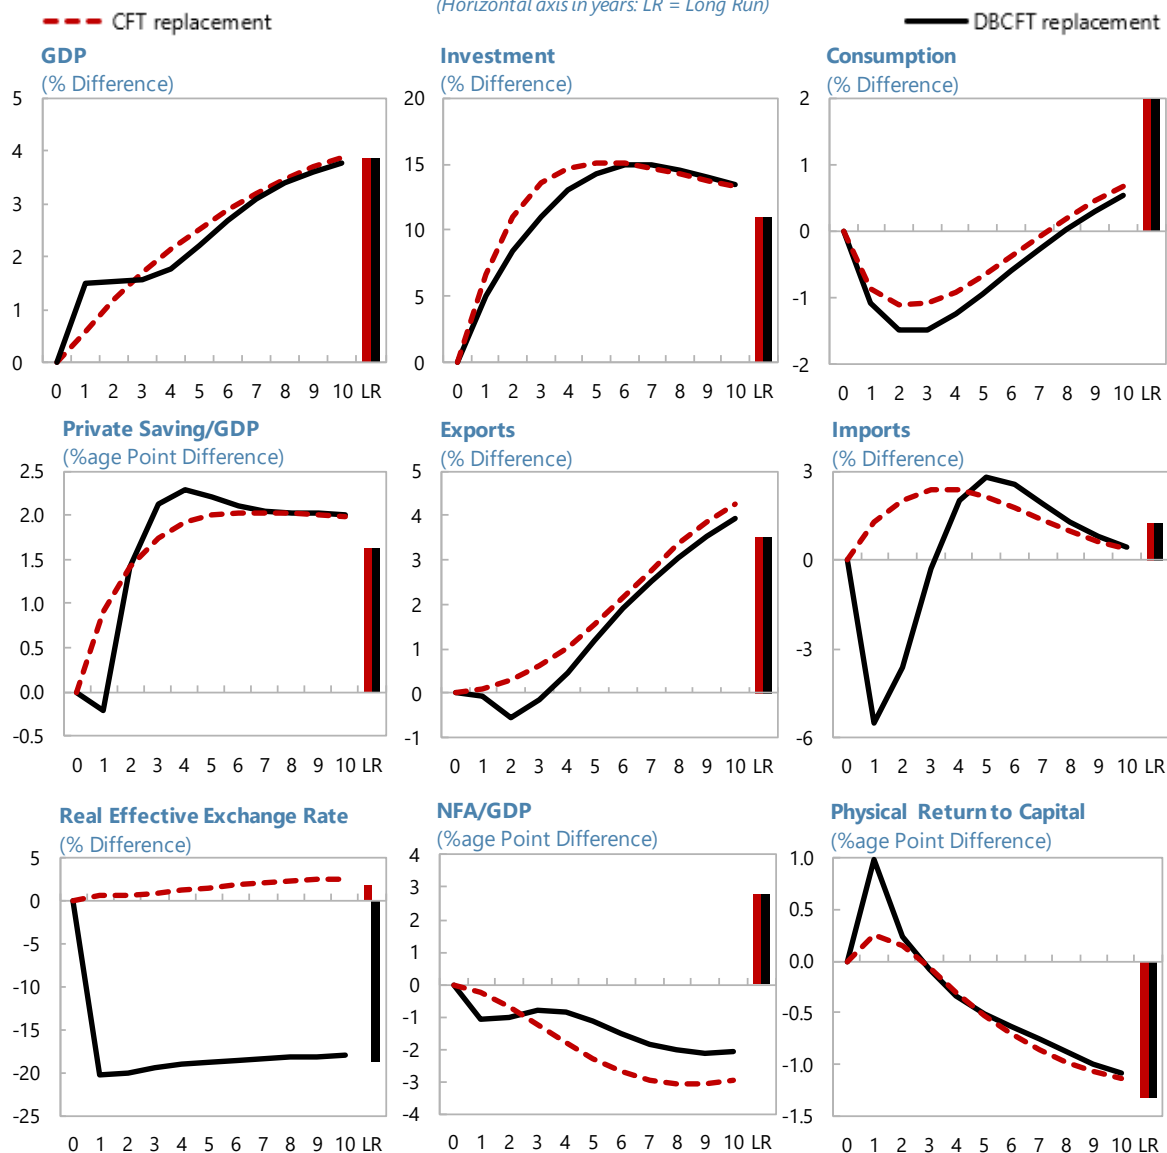 (Horizontal axis in years: LR = Long Run)
CFT replacement
DBCFT replacement
GDP
(% Difference)
5
4
3
2
1
0
0 1 2 3 4 5 6 7 8 9 10 LR
Investment
(% Difference)
20
15
10
5
0
0 1 2 3 4 5 6 7 8 9 10 LR
Consumption
(% Difference)
2
1
0
-1
-2
0 1 2 3 4 5 6 7 8 9 10 LR
Private Saving/GDP
(%age Point Difference)
2.5
2.0
1.5
1.0
0.5
0.0
-0.5
0 1 2 3 4 5 6 7 8 9 10 LR
Exports
(% Difference)
5
4
3
2
1
0
-1
0 1 2 3 4 5 6 7 8 9 10 LR
Imports
(% Difference)
3
0
-3
-6
0 1 2 3 4 5 6 7 8 9 10 LR
Real Effective Exchange Rate
(% Difference)
5
0
-5
-10
-15
-20
-25
0 1 2 3 4 5 6 7 8 9 10 LR
NFA/GDP
(%age Point Difference)
4
3
2
1
0
-1
-2
-3
-4
0 1 2 3 4 5 6 7 8 9 10 LR
Physical Return to Capital
(%age Point Difference)
1.0
0.5
0.0
-0.5
-1.0
-1.5
0 1 2 3 4 5 6 7 8 9 10 LR